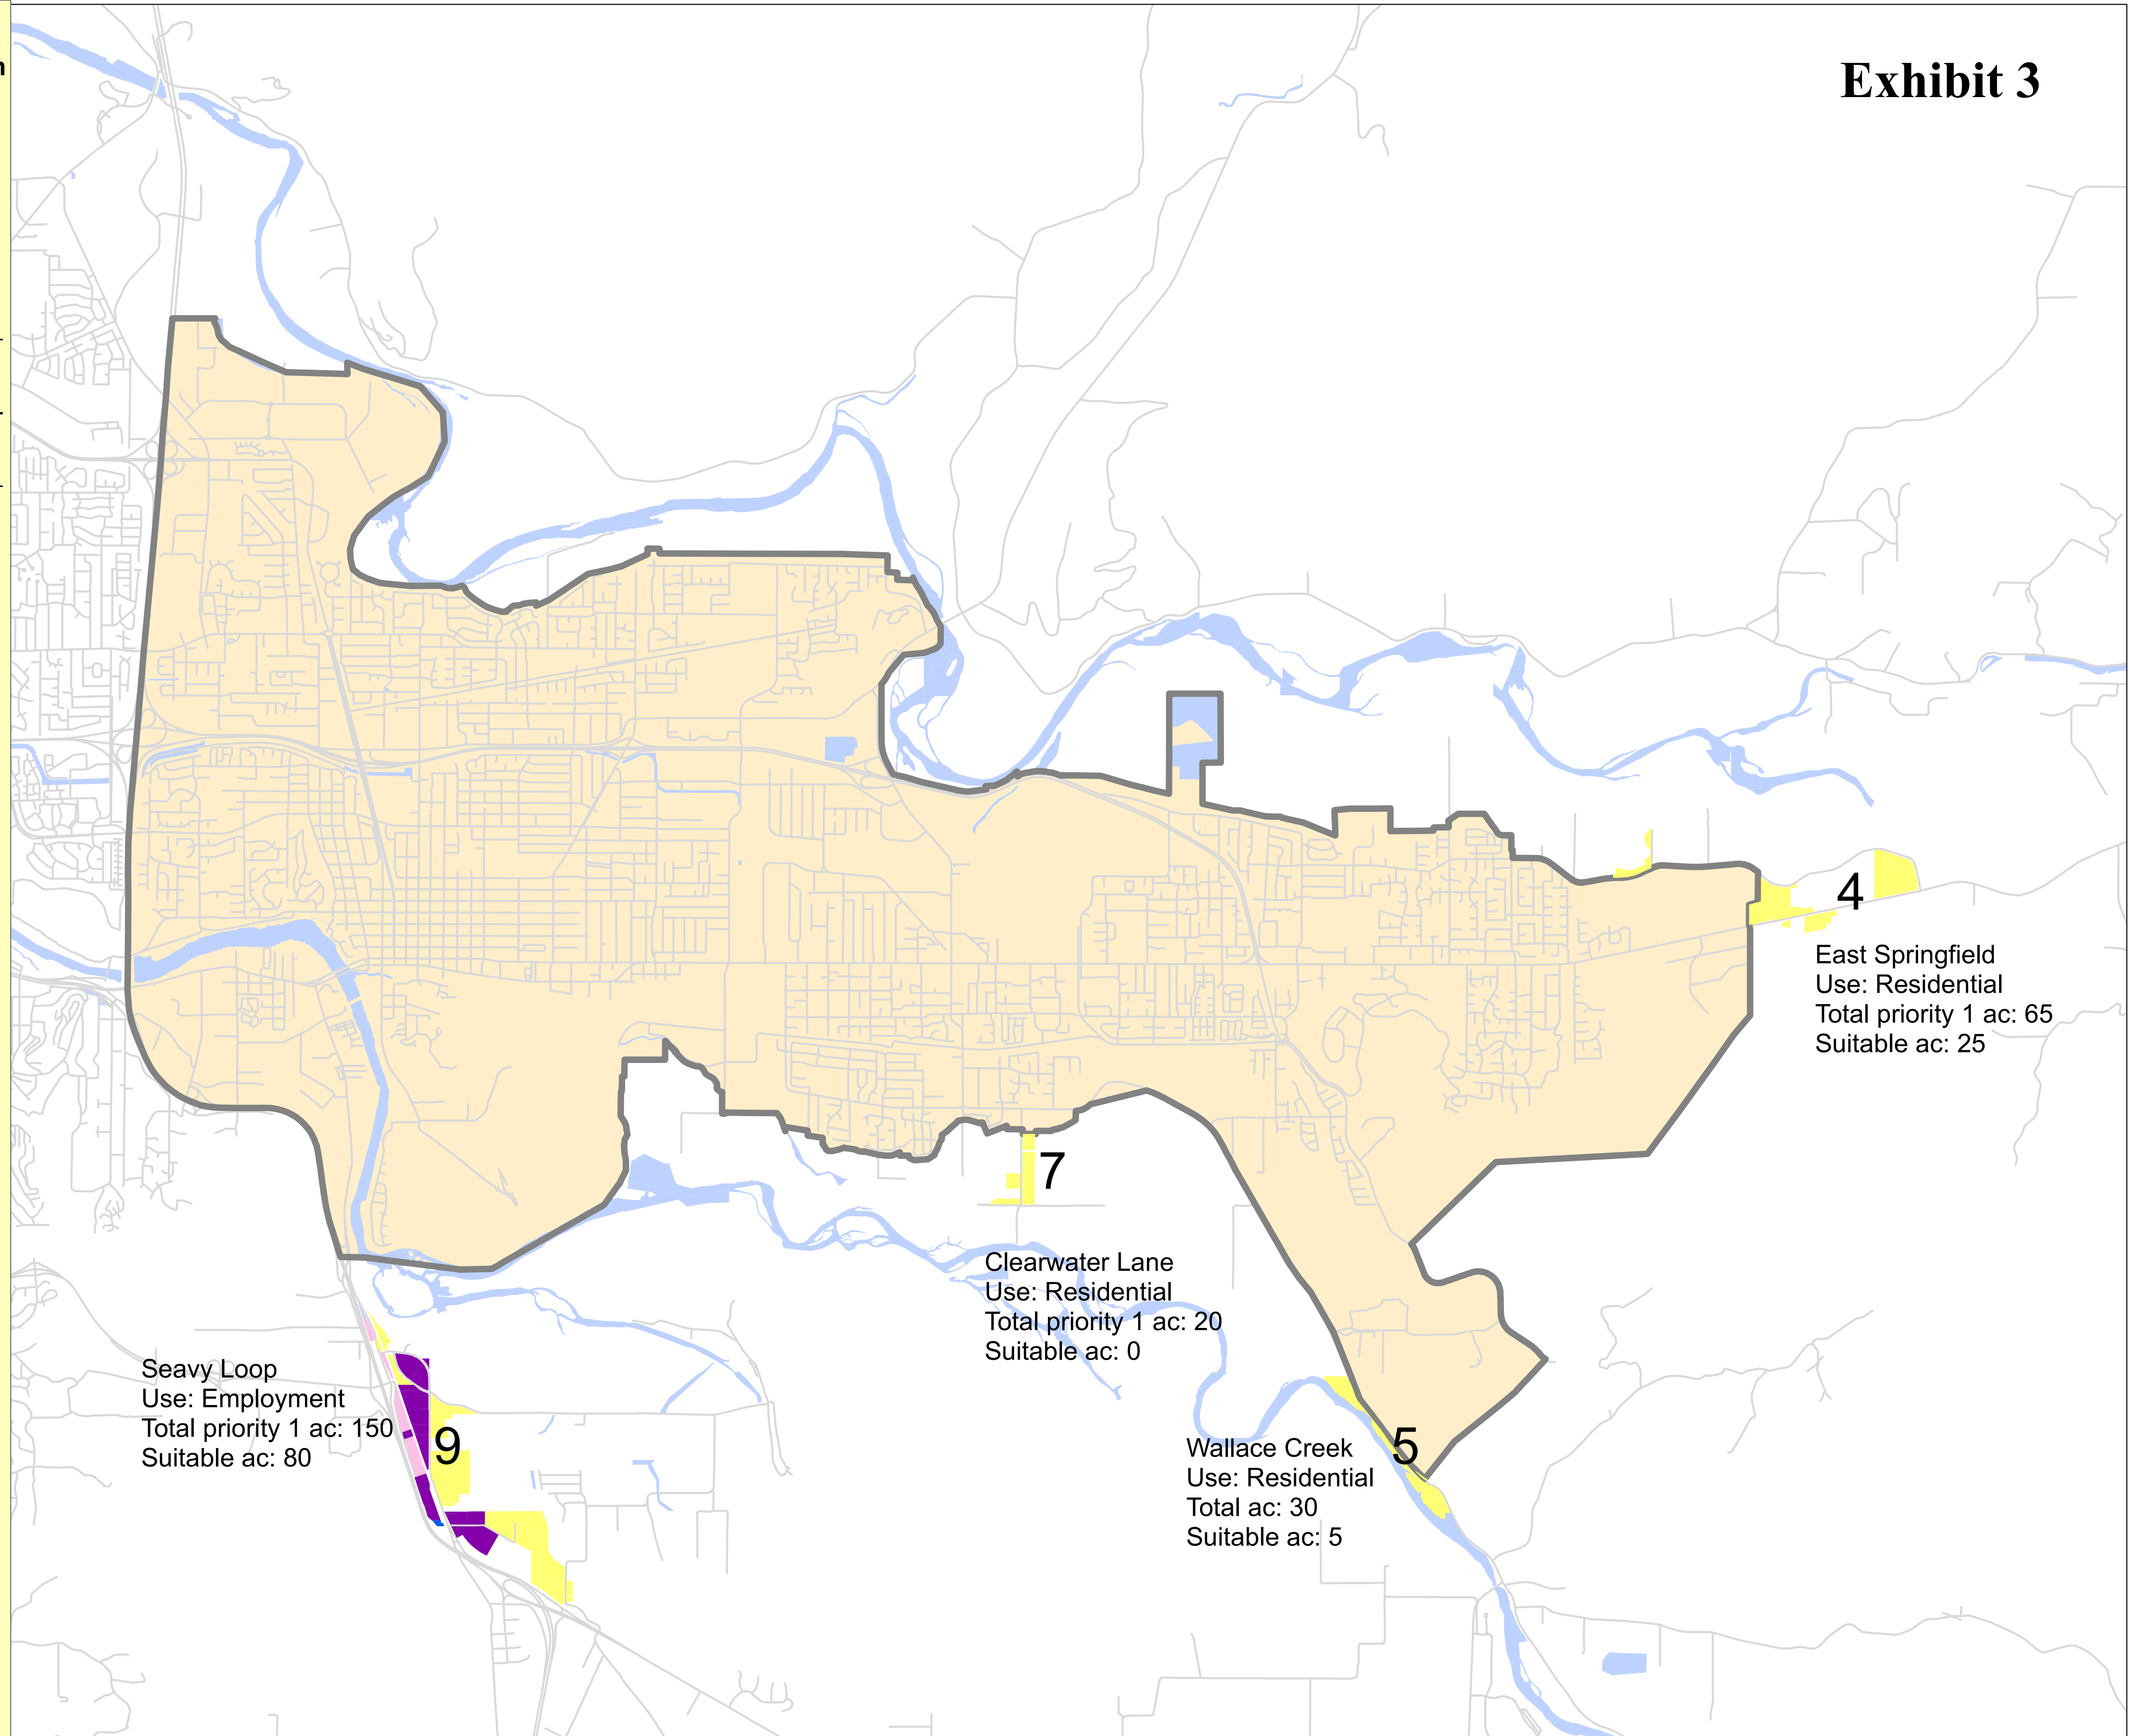 Exhibit 3
4
East Springfield
Use: Residential
Total priority 1 ac: 65
Suitable ac: 25
7
Clearwater Lane
Use: Residential
Total priority 1 ac: 20
Suitable ac: 0
Seavy Loop
Use: Employment
Total priority 1 ac: 150
Suitable ac: 80
9
5
Wallace Creek
Use: Residential
Total ac: 30
Suitable ac: 5